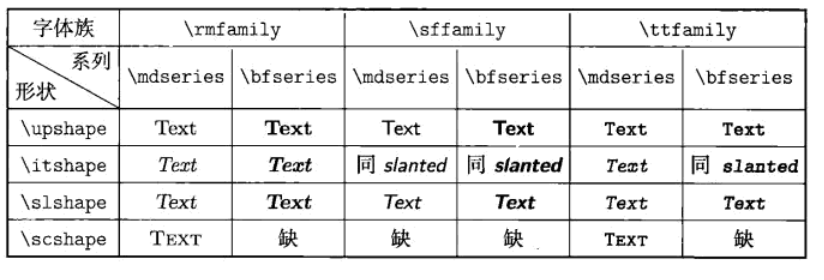 字体族 \rmfamily \sffamily \ttfamily
系列 形状 \mdseries \bfseries \mdseries \bfseries \mdseries \bfseries
\upshape Text Text Text Text Text Text
\itshape Text Text 同 slanted 同 slanted Text 同 slanted
\slshape Text Text Text Text Text Text
\scshape TEXT 缺 缺 缺 TEXT 缺